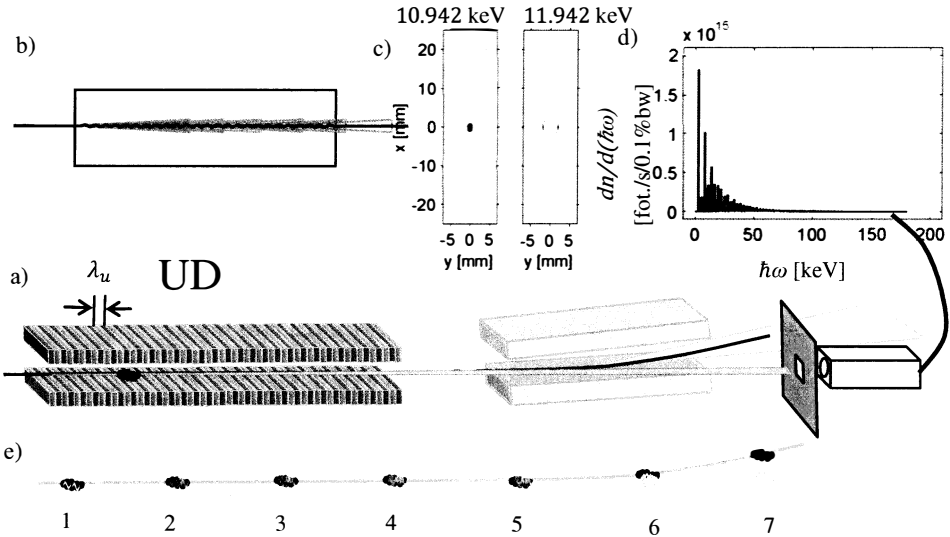 10.942 keV
11.942 keV
b)
c)
d)
x [mm]
20
10
0
-10
-20
-5 0 5
y [mm]
-5 0 5
y [mm]
x 10^15
dn/d(ħω)
[fot./s/0.1%bw]
2
1.5
1
0.5
0
0 50 100 150 200
ħω [keV]
a)
λu
UD
e)
1 2 3 4 5 6 7